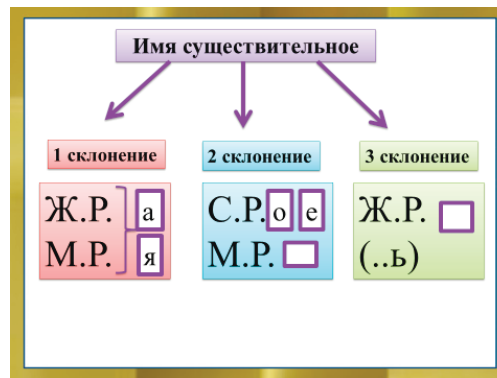 Имя существительное
1 склонение
2 склонение
3 склонение
Ж.Р. а
М.Р. я
С.Р. о е
М.Р.
Ж.Р.
(..ь)